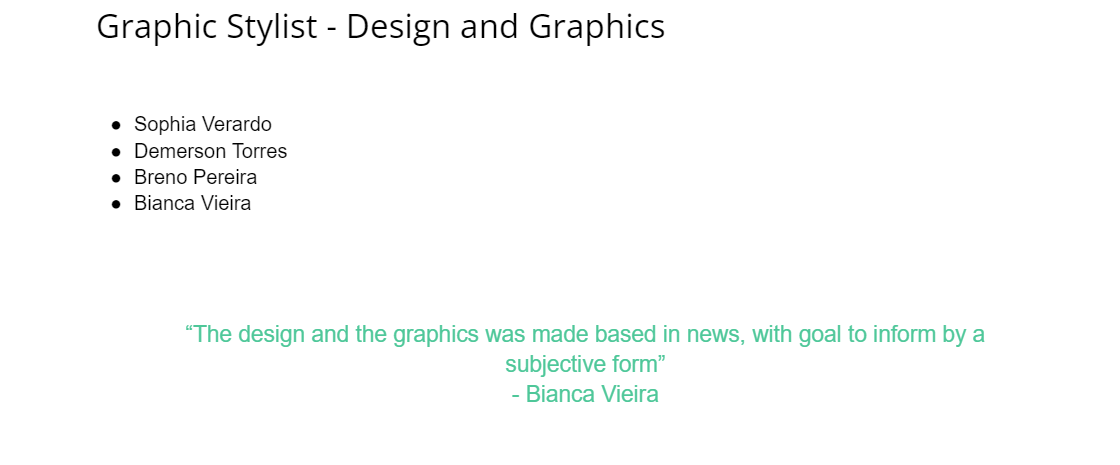 Graphic Stylist - Design and Graphics
● Sophia Verardo
● Demerson Torres
● Breno Pereira
● Bianca Vieira
“The design and the graphics was made based in news, with goal to inform by a
subjective form”
- Bianca Vieira